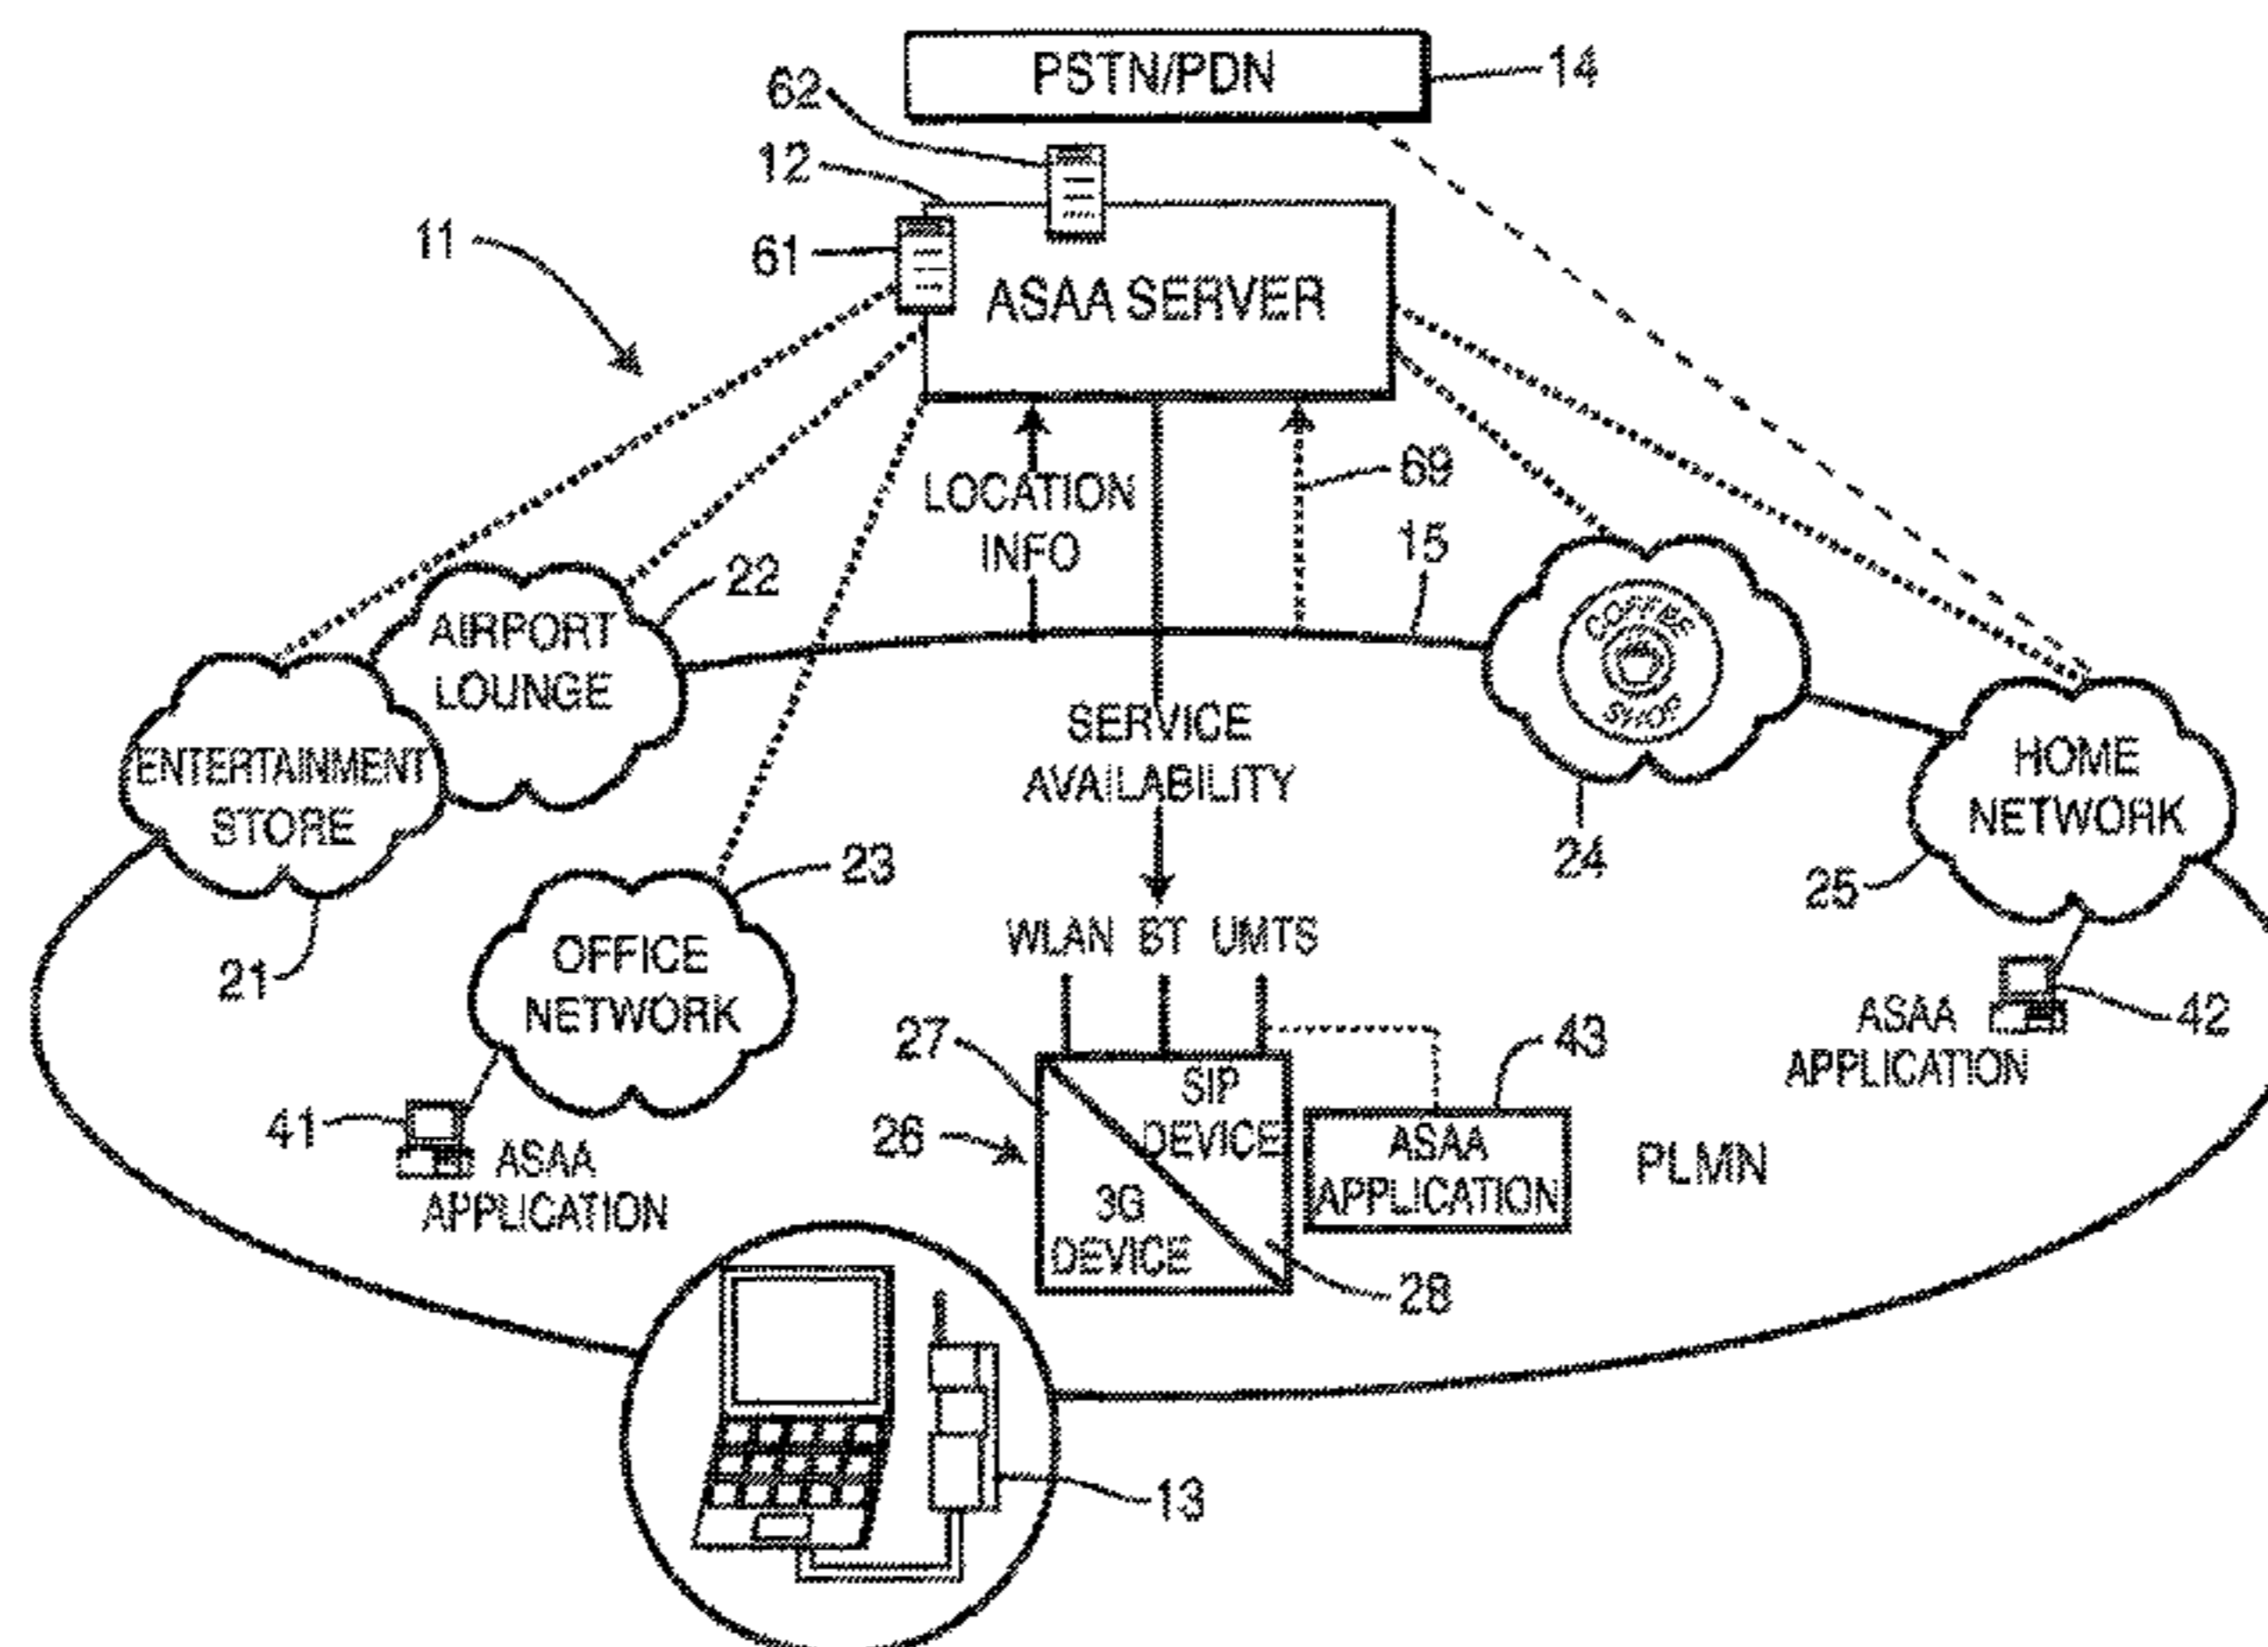 PSTN/PDN
14
62
12
11
61
ASAA SERVER
LOCATION
INFO
69
15
22
AIRPORT
LOUNGE
COFFEE
SHOP
ENTERTAINMENT
STORE
SERVICE
AVAILABILITY
HOME
NETWORK
24
25
23
21
OFFICE
NETWORK
WLAN BT UMTS
27
43
ASAA
APPLICATION
42
41
ASAA
APPLICATION
26
SIP
DEVICE
3G
DEVICE
ASAA
APPLICATION
PLMN
28
13